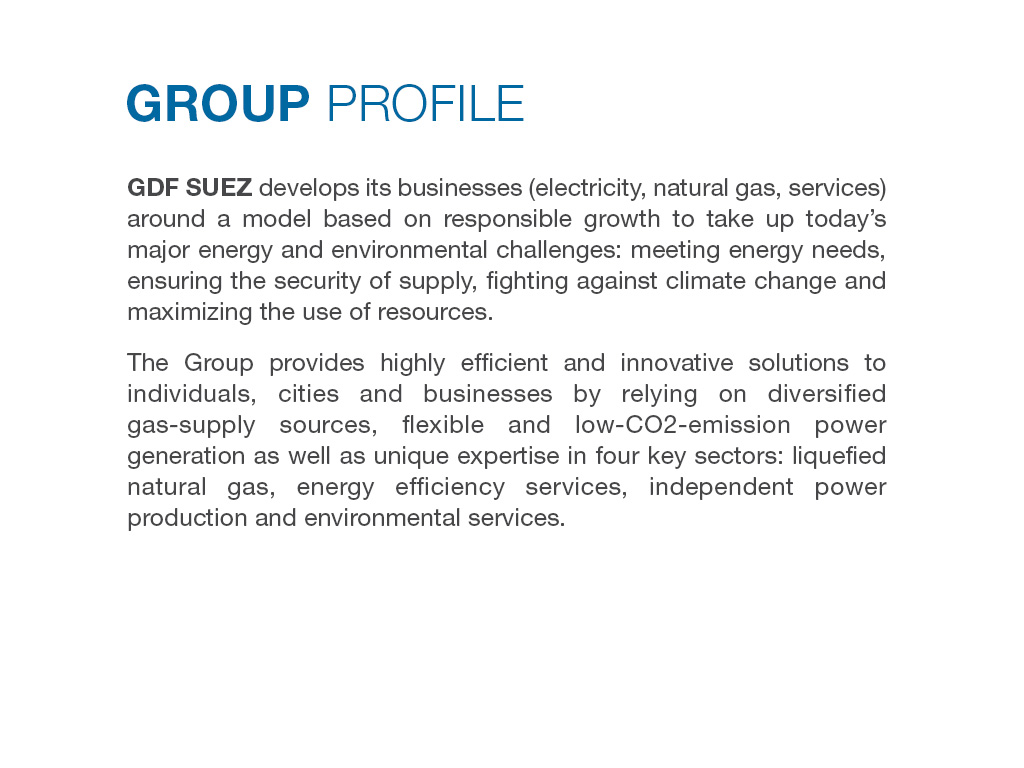 GROUP PROFILE
GDF SUEZ develops its businesses (electricity, natural gas, services)
around a model based on responsible growth to take up today’s
major energy and environmental challenges: meeting energy needs,
ensuring the security of supply, fighting against climate change and
maximizing the use of resources.
The Group provides highly efficient and innovative solutions to
individuals, cities and businesses by relying on diversified
gas-supply sources, flexible and low-CO2-emission power
generation as well as unique expertise in four key sectors: liquefied
natural gas, energy efficiency services, independent power
production and environmental services.